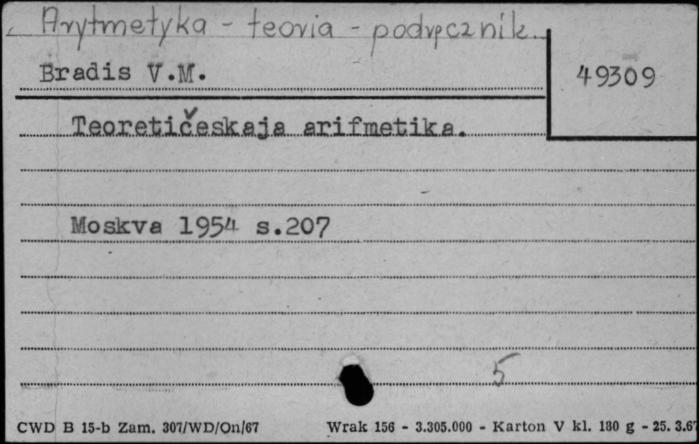 Arytmetyka - teoria - podręcznik.
Bradis V.M.
49309
Teoretičeskaja arifmetika.
Moskva 1954 s.207
5
CWD B 15-b Zam. 307/WD/On/67 Wrak 156 - 3.305.000 - Karton V kl. 180 g - 25.3.6